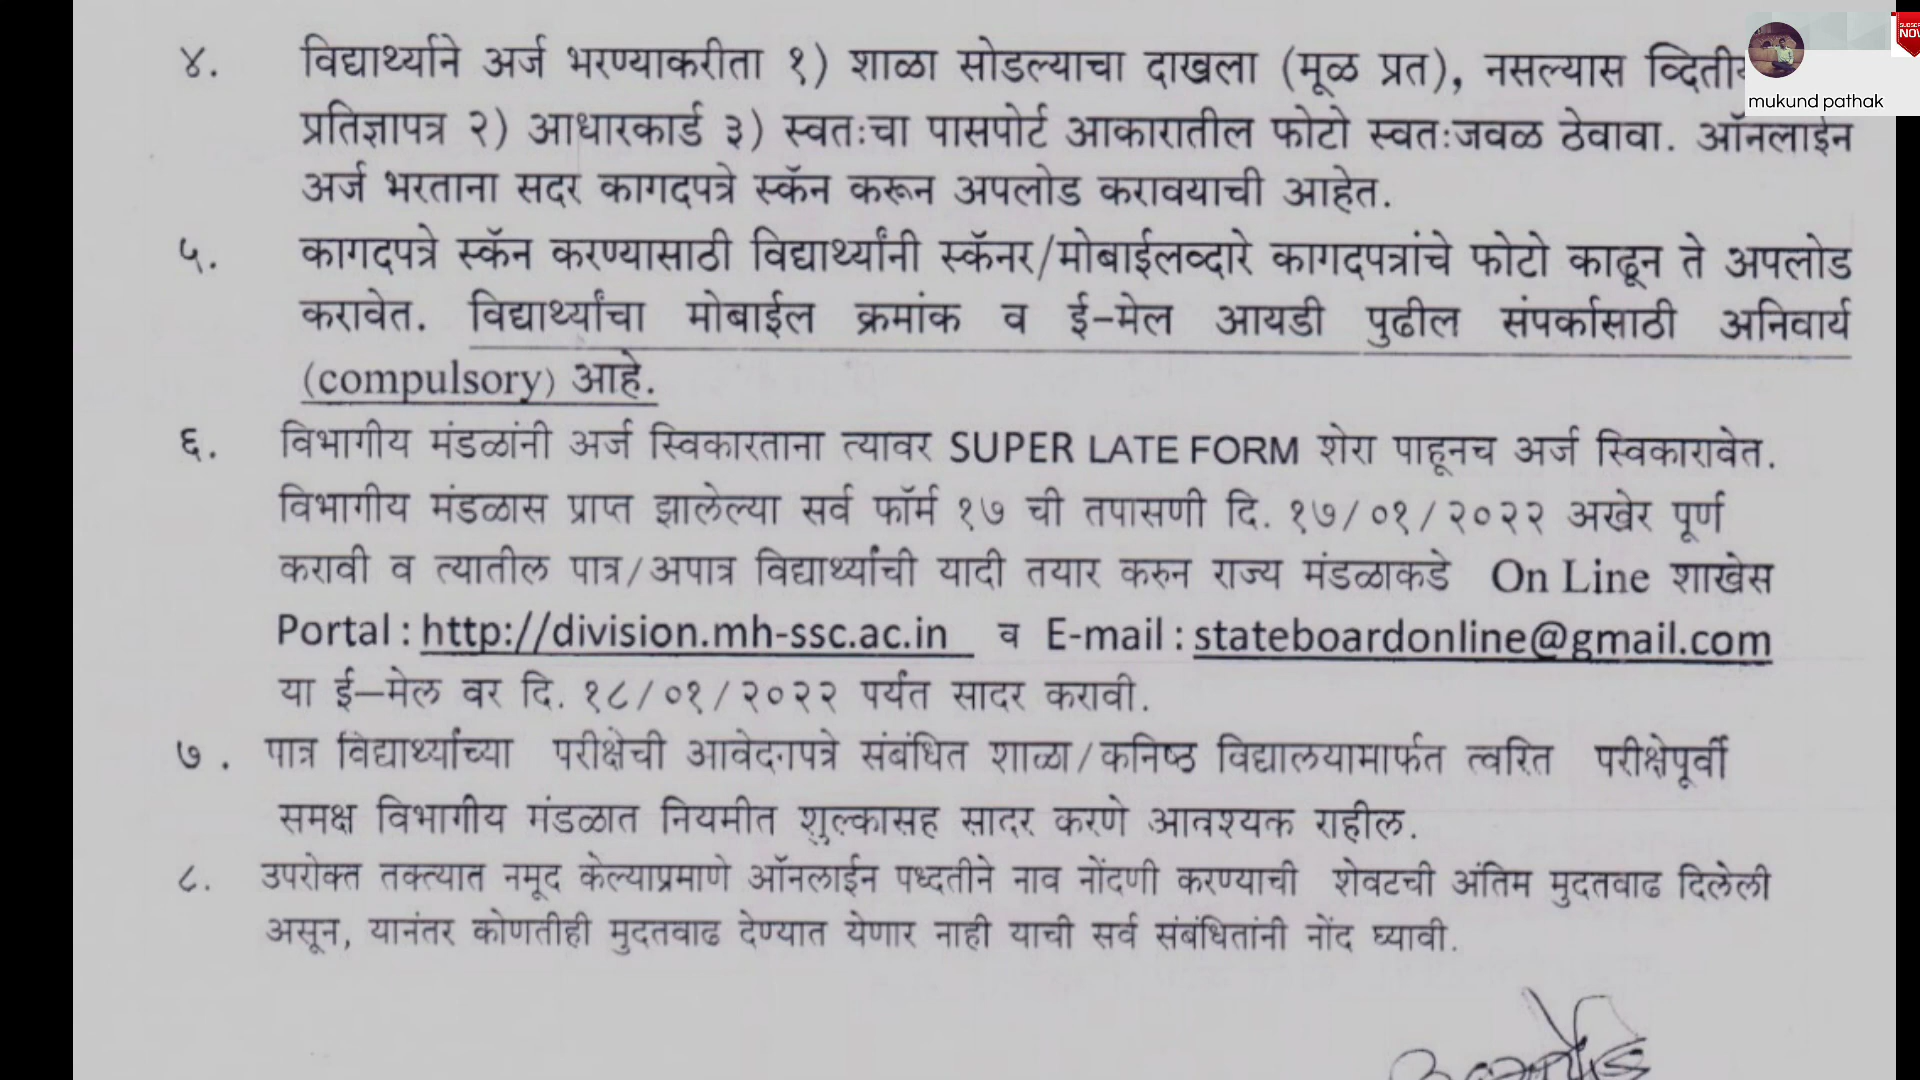 ४. विद्यार्थ्याने अर्ज भरण्याकरीता १) शाळा सोडल्याचा दाखला (मूळ प्रत), नसल्यास
mukund pathak
प्रतिज्ञापत्र २) आधारकार्ड ३) स्वतःचा पासपोर्ट आकारातील फोटो स्वतःजवळ ठेवावा. ऑनलाईन
अर्ज भरताना सदर कागदपत्रे स्कॅन करून अपलोड करावयाची आहेत.
५. कागदपत्रे स्कॅन करण्यासाठी विद्यार्थ्यांनी स्कॅनर/मोबाईलव्दारे कागदपत्रांचे फोटो काढून ते अपलोड
करावेत. विद्यार्थ्यांचा मोबाईल क्रमांक व ई-मेल आयडी पुढील संपर्कासाठी अनिवार्य
(compulsory) आहे.
६. विभागीय मंडळांनी अर्ज स्विकारताना त्यावर SUPER LATE FORM शेरा पाहूनच अर्ज स्विकारावेत.
विभागीय मंडळास प्राप्त झालेल्या सर्व फॉर्म १७ ची तपासणी दि. १७/०१/२०२२ अखेर पूर्ण
करावी व त्यातील पात्र/अपात्र विद्यार्थ्यांची यादी तयार करुन राज्य मंडळाकडे On Line शाखेस
Portal : http://division.mh-ssc.ac.in व E-mail : stateboardonline@gmail.com
या ई–मेल वर दि. १८/०१/२०२२ पर्यंत सादर करावी.
७. पात्र विद्यार्थ्यांच्या परीक्षेची आवेदनपत्रे संबंधित शाळा/कनिष्ठ विद्यालयामार्फत त्वरित परीक्षेपूर्वी
समक्ष विभागीय मंडळात नियमीत शुल्कासह सादर करणे आवश्यक राहील.
८. उपरोक्त तक्त्यात नमूद केल्याप्रमाणे ऑनलाईन पध्दतीने नाव नोंदणी करण्याची शेवटची अंतिम मुदतवाढ दिलेली
असून, यानंतर कोणतीही मुदतवाढ देण्यात येणार नाही याची सर्व संबंधितांनी नोंद घ्यावी.